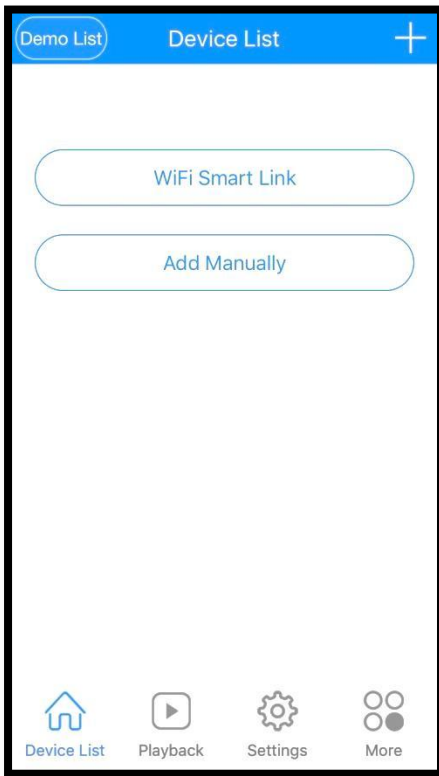 Demo List Device List
WiFi Smart Link
Add Manually
Device List Playback Settings More